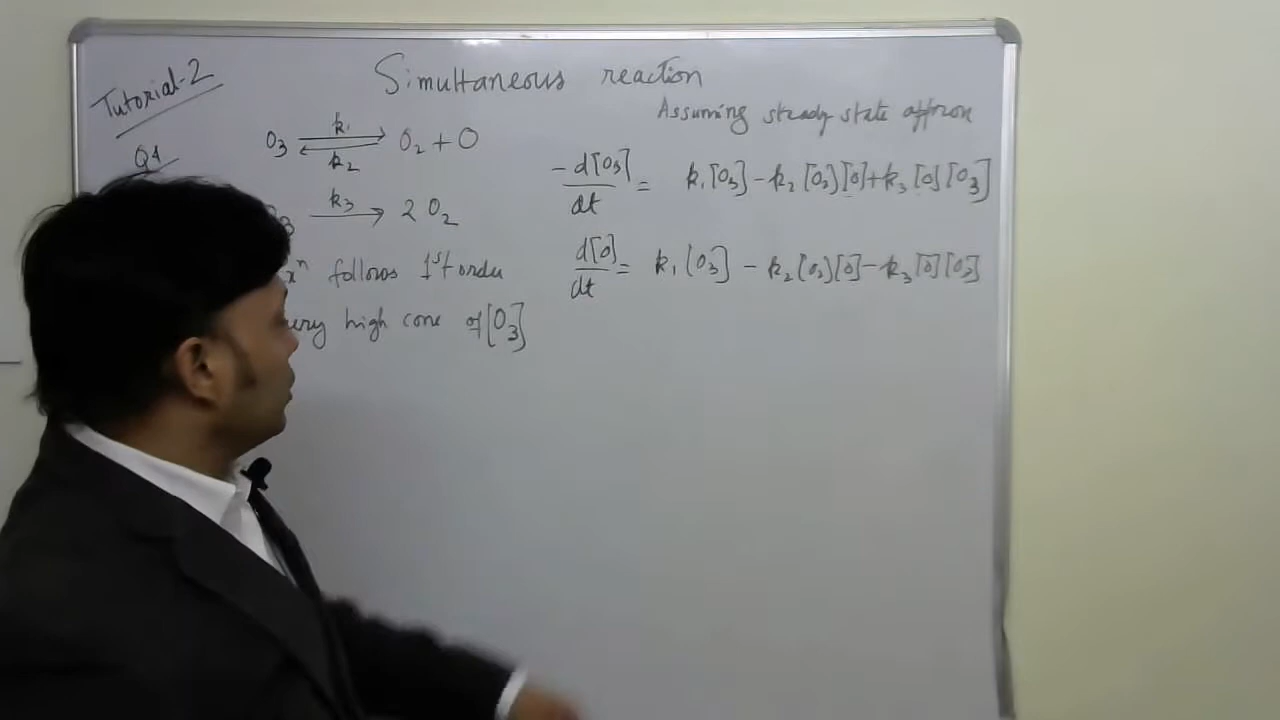 Tutorial-2
Simultaneous reaction
Assuming steady state approx
Q1
O₃ ⇌ O₂ + O
k₁
k₂
k₃
→ 2 O₂
-d[O₃]/dt = k₁[O₃] - k₂[O₂][O] + k₃[O][O₃]
d[O]/dt = k₁[O₃] - k₂[O₂][O] - k₃[O][O₃]
xⁿ follows 1st order
very high conc of [O₃]